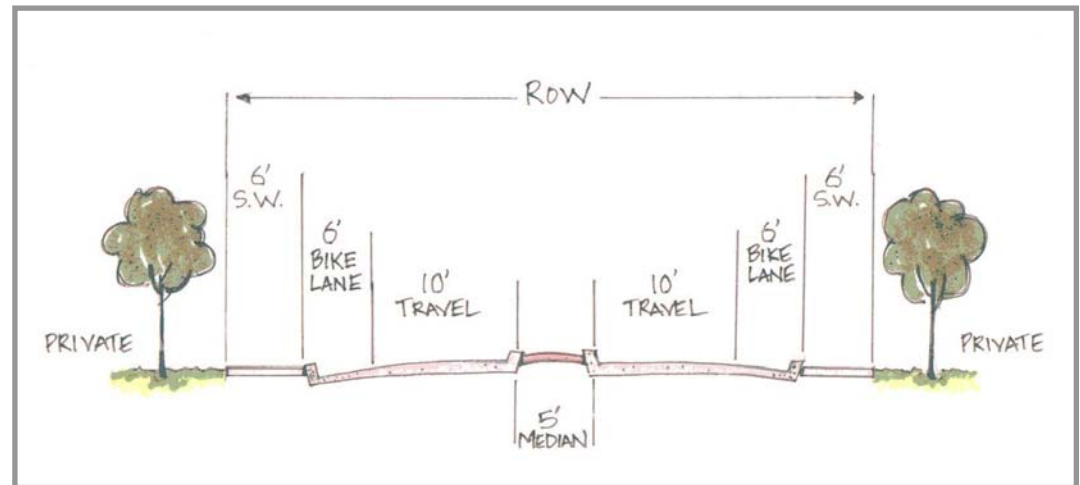 ROW
6'
S.W.
6'
S.W.
6'
BIKE
LANE
6'
BIKE
LANE
10'
TRAVEL
10'
TRAVEL
PRIVATE
PRIVATE
5'
MEDIAN